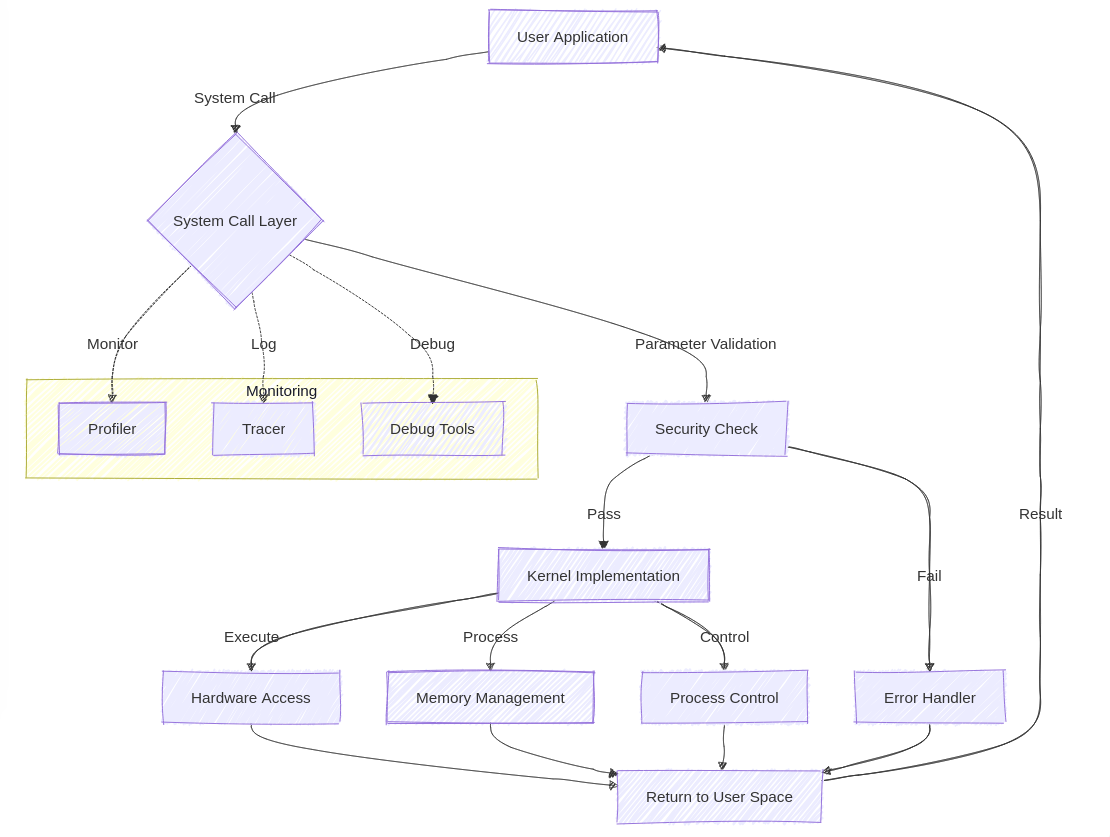 User Application
System Call
System Call Layer
Monitor
Log
Debug
Parameter Validation
Monitoring
Profiler
Tracer
Debug Tools
Security Check
Pass
Result
Kernel Implementation
Fail
Execute
Process
Control
Hardware Access
Memory Management
Process Control
Error Handler
Return to User Space